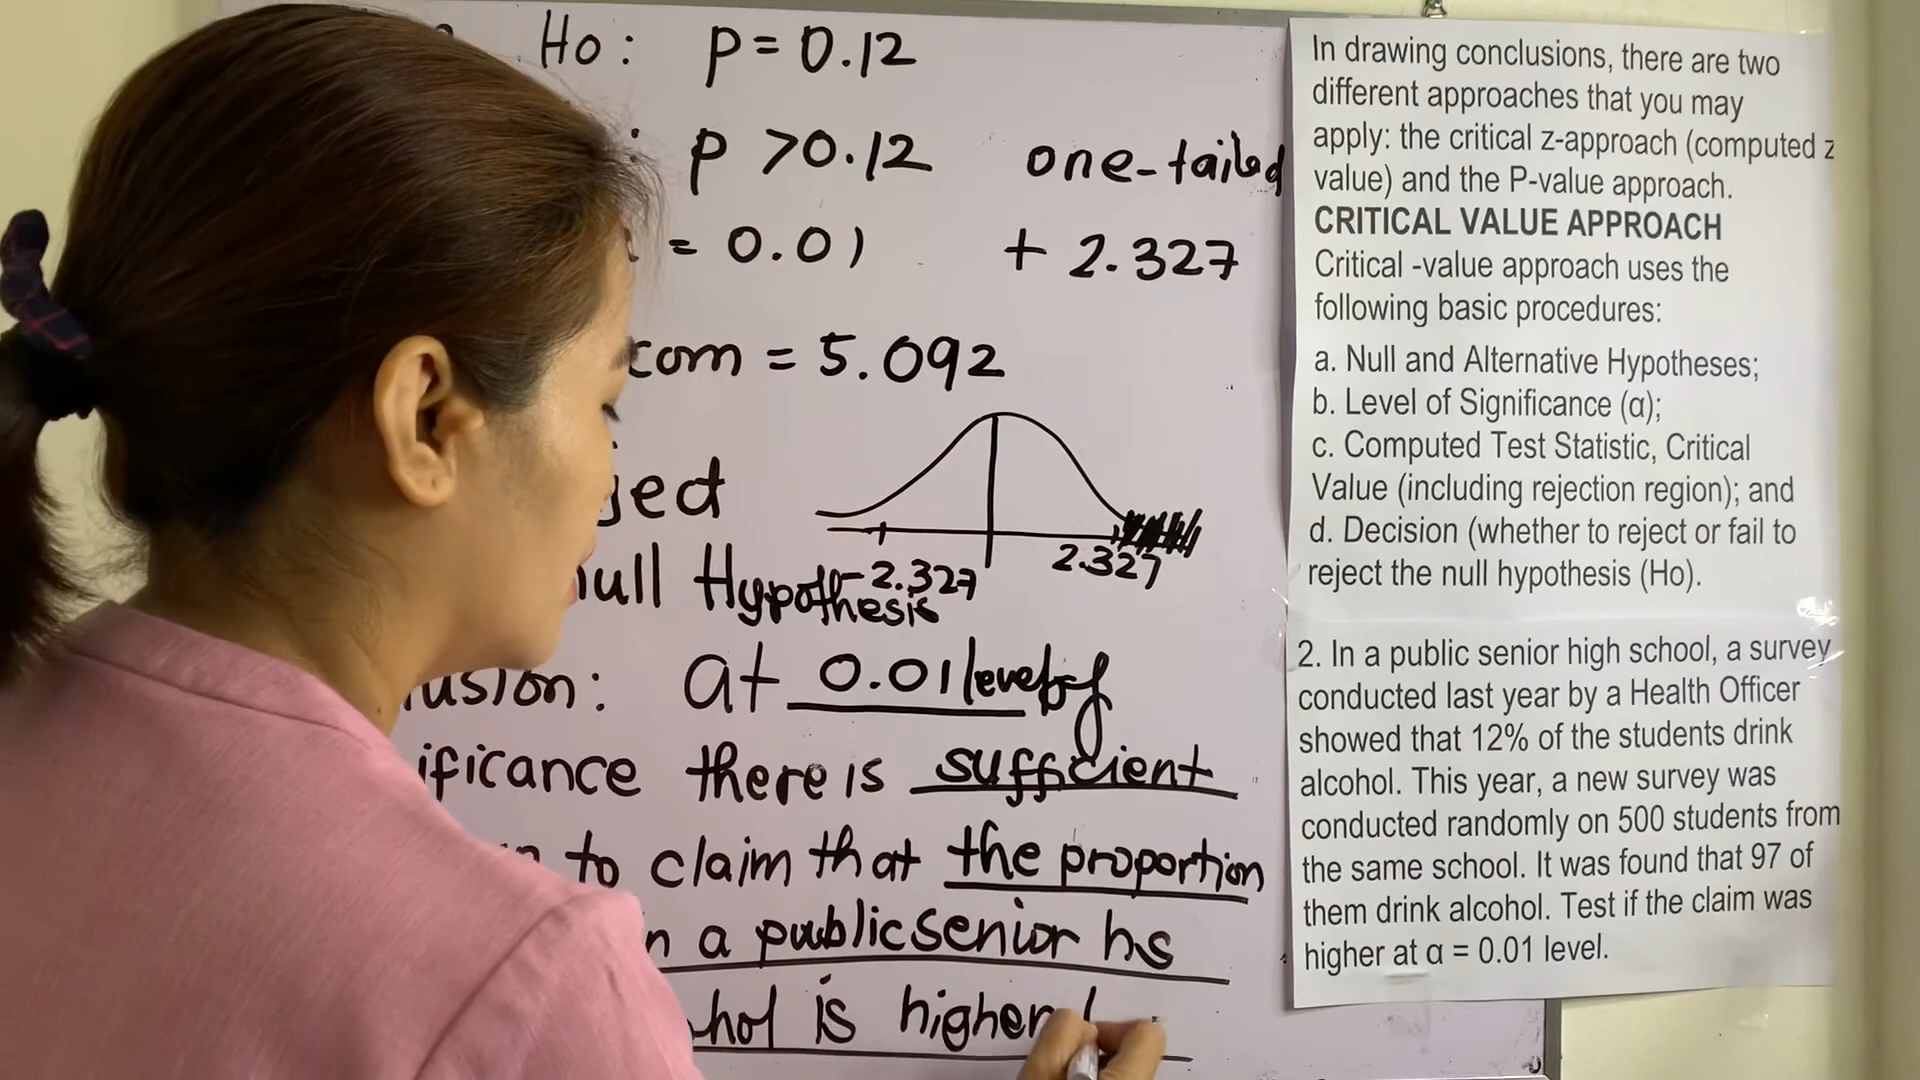 Ho: p = 0.12
: p > 0.12 one-tailed
= 0.01 + 2.327
com = 5.092
ject
null Hypothesis
-2.327 2.327
usion: at 0.01 level of
ificance there is sufficient
to claim that the proportion
n a public senior hs
ohol is higher
In drawing conclusions, there are two
different approaches that you may
apply: the critical z-approach (computed z
value) and the P-value approach.
CRITICAL VALUE APPROACH
Critical -value approach uses the
following basic procedures:
a. Null and Alternative Hypotheses;
b. Level of Significance (α);
c. Computed Test Statistic, Critical
Value (including rejection region); and
d. Decision (whether to reject or fail to
reject the null hypothesis (Ho).
2. In a public senior high school, a survey
conducted last year by a Health Officer
showed that 12% of the students drink
alcohol. This year, a new survey was
conducted randomly on 500 students from
the same school. It was found that 97 of
them drink alcohol. Test if the claim was
higher at α = 0.01 level.